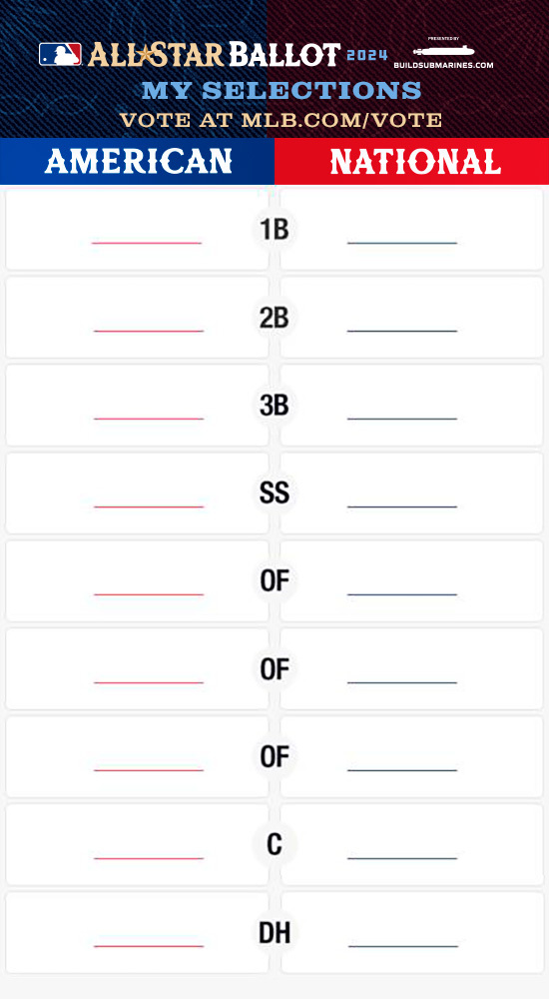 PRESENTED BY
ALL★STAR BALLOT 2024
BUILDSUBMARINES.COM
MY SELECTIONS
VOTE AT MLB.COM/VOTE
AMERICAN NATIONAL
1B
2B
3B
SS
OF
OF
OF
C
DH